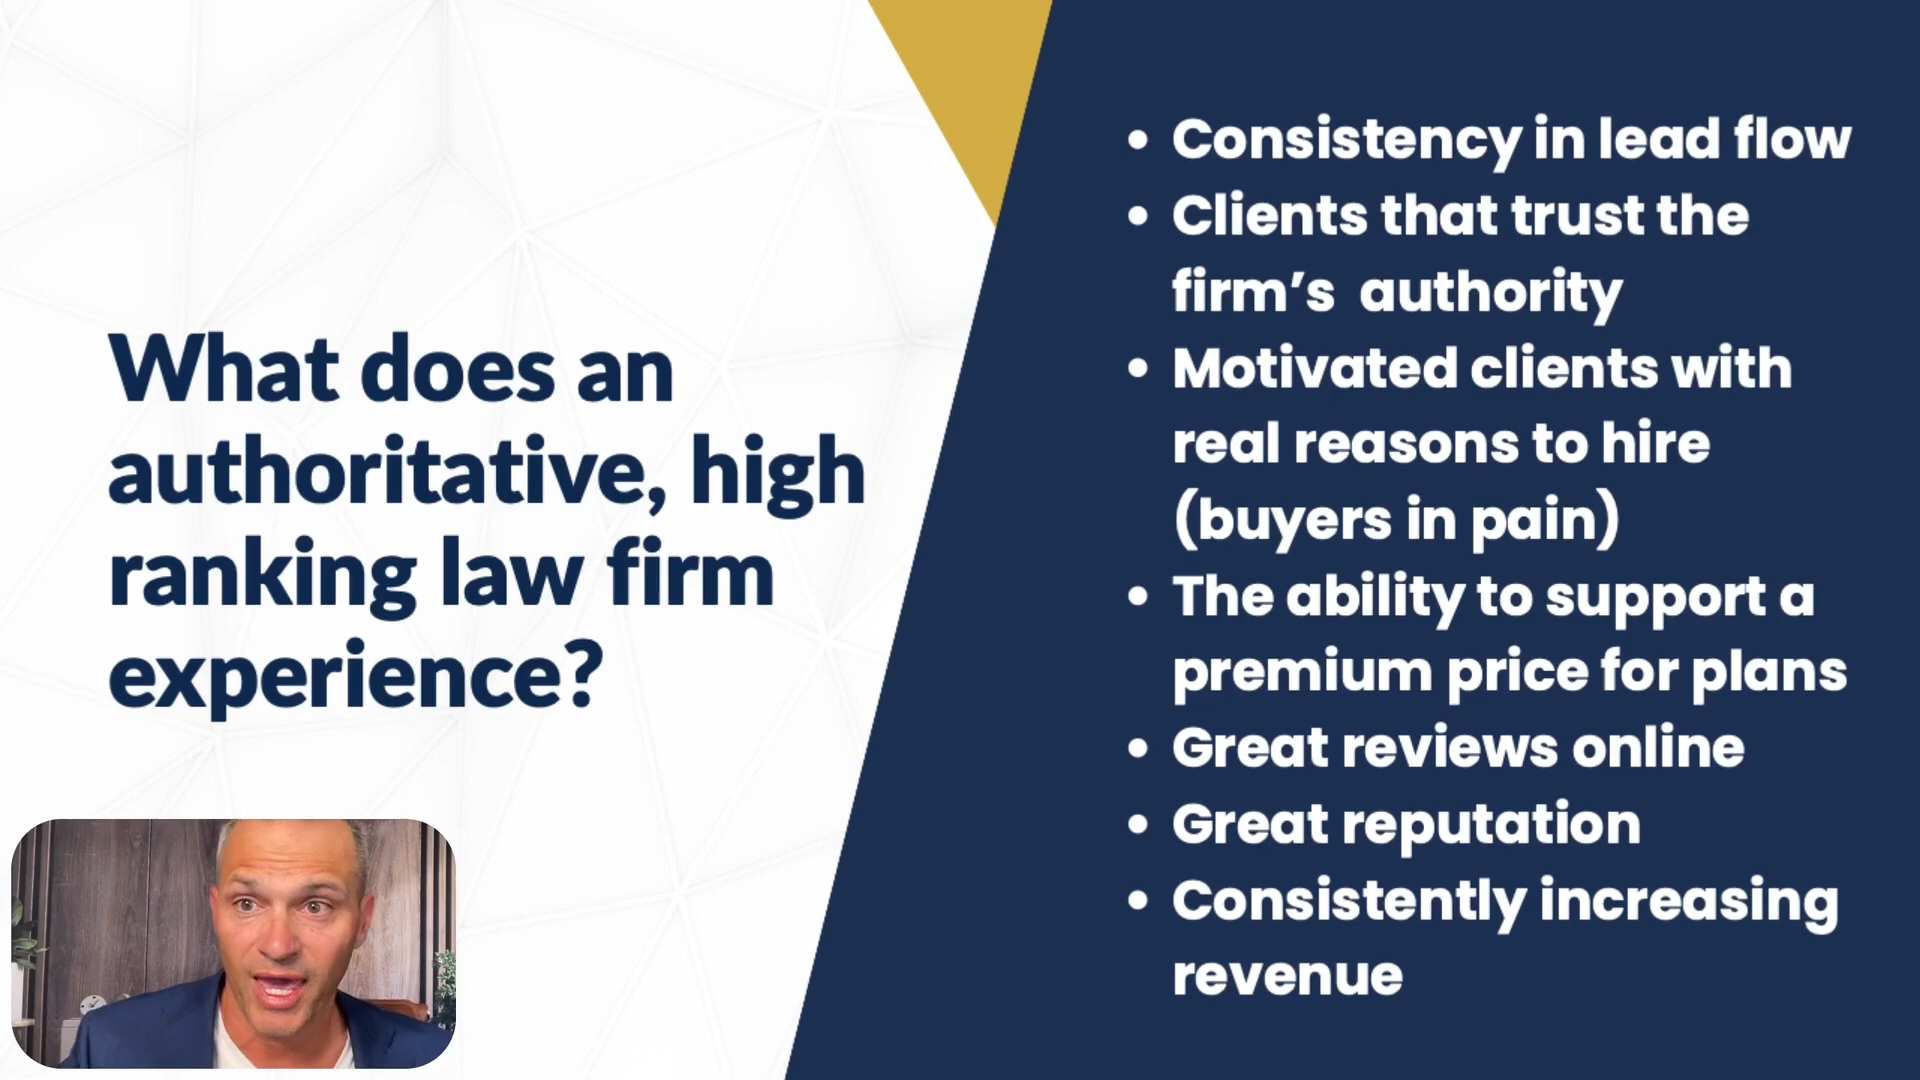 What does an
authoritative, high
ranking law firm
experience?
• Consistency in lead flow
• Clients that trust the
firm’s  authority
• Motivated clients with
real reasons to hire
(buyers in pain)
• The ability to support a
premium price for plans
• Great reviews online
• Great reputation
• Consistently increasing
revenue